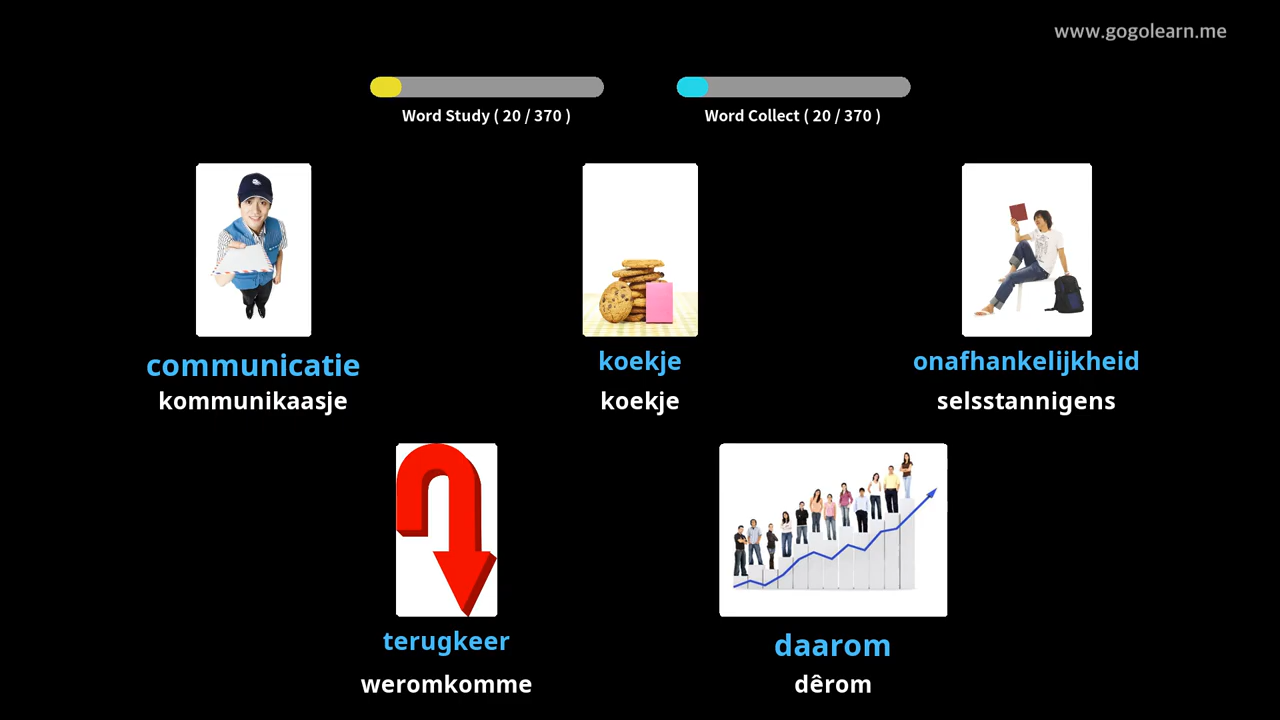 www.gogolearn.me
Word Study ( 20 / 370 )
Word Collect ( 20 / 370 )
communicatie
kommunikaasje
koekje
koekje
onafhankelijkheid
selsstannigens
terugkeer
weromkomme
daarom
dêrom